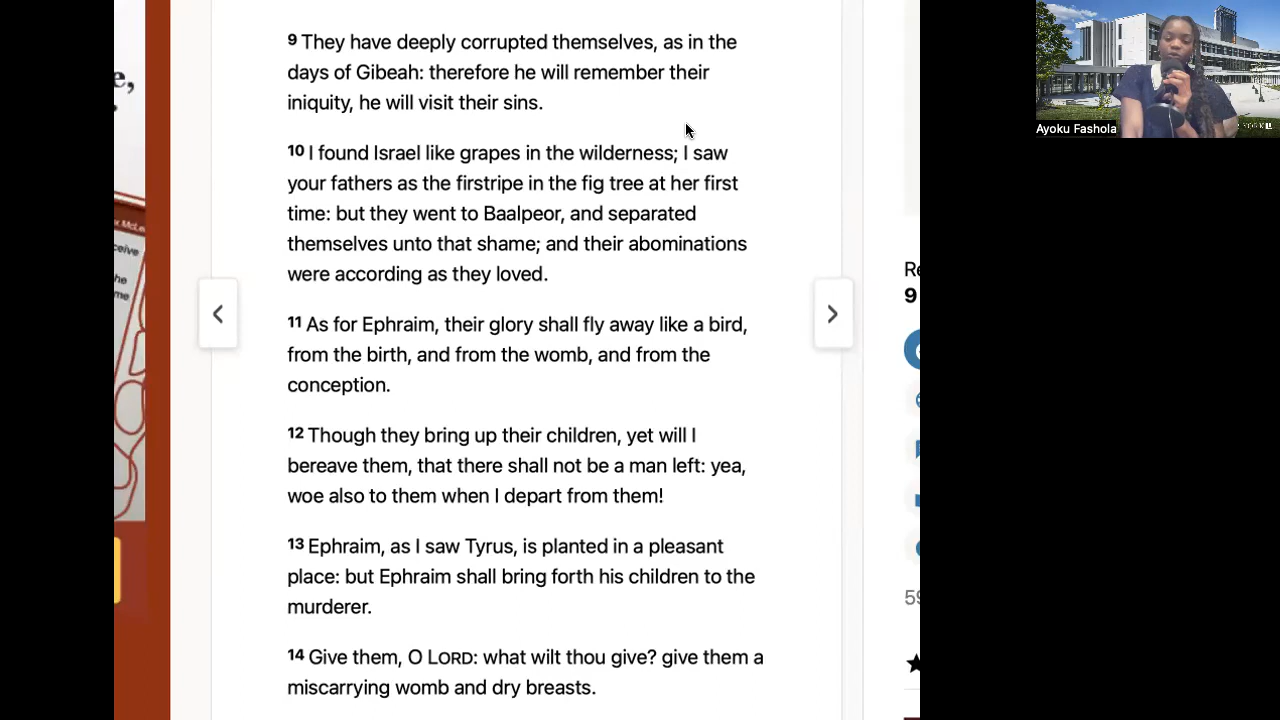 9 They have deeply corrupted themselves, as in the
days of Gibeah: therefore he will remember their
iniquity, he will visit their sins.
10 I found Israel like grapes in the wilderness; I saw
your fathers as the firstripe in the fig tree at her first
time: but they went to Baalpeor, and separated
themselves unto that shame; and their abominations
were according as they loved.
11 As for Ephraim, their glory shall fly away like a bird,
from the birth, and from the womb, and from the
conception.
12 Though they bring up their children, yet will I
bereave them, that there shall not be a man left: yea,
woe also to them when I depart from them!
13 Ephraim, as I saw Tyrus, is planted in a pleasant
place: but Ephraim shall bring forth his children to the
murderer.
14 Give them, O LORD: what wilt thou give? give them a
miscarrying womb and dry breasts.
Ayoku Fashola
Re
9
59
e,
ceive
he
me